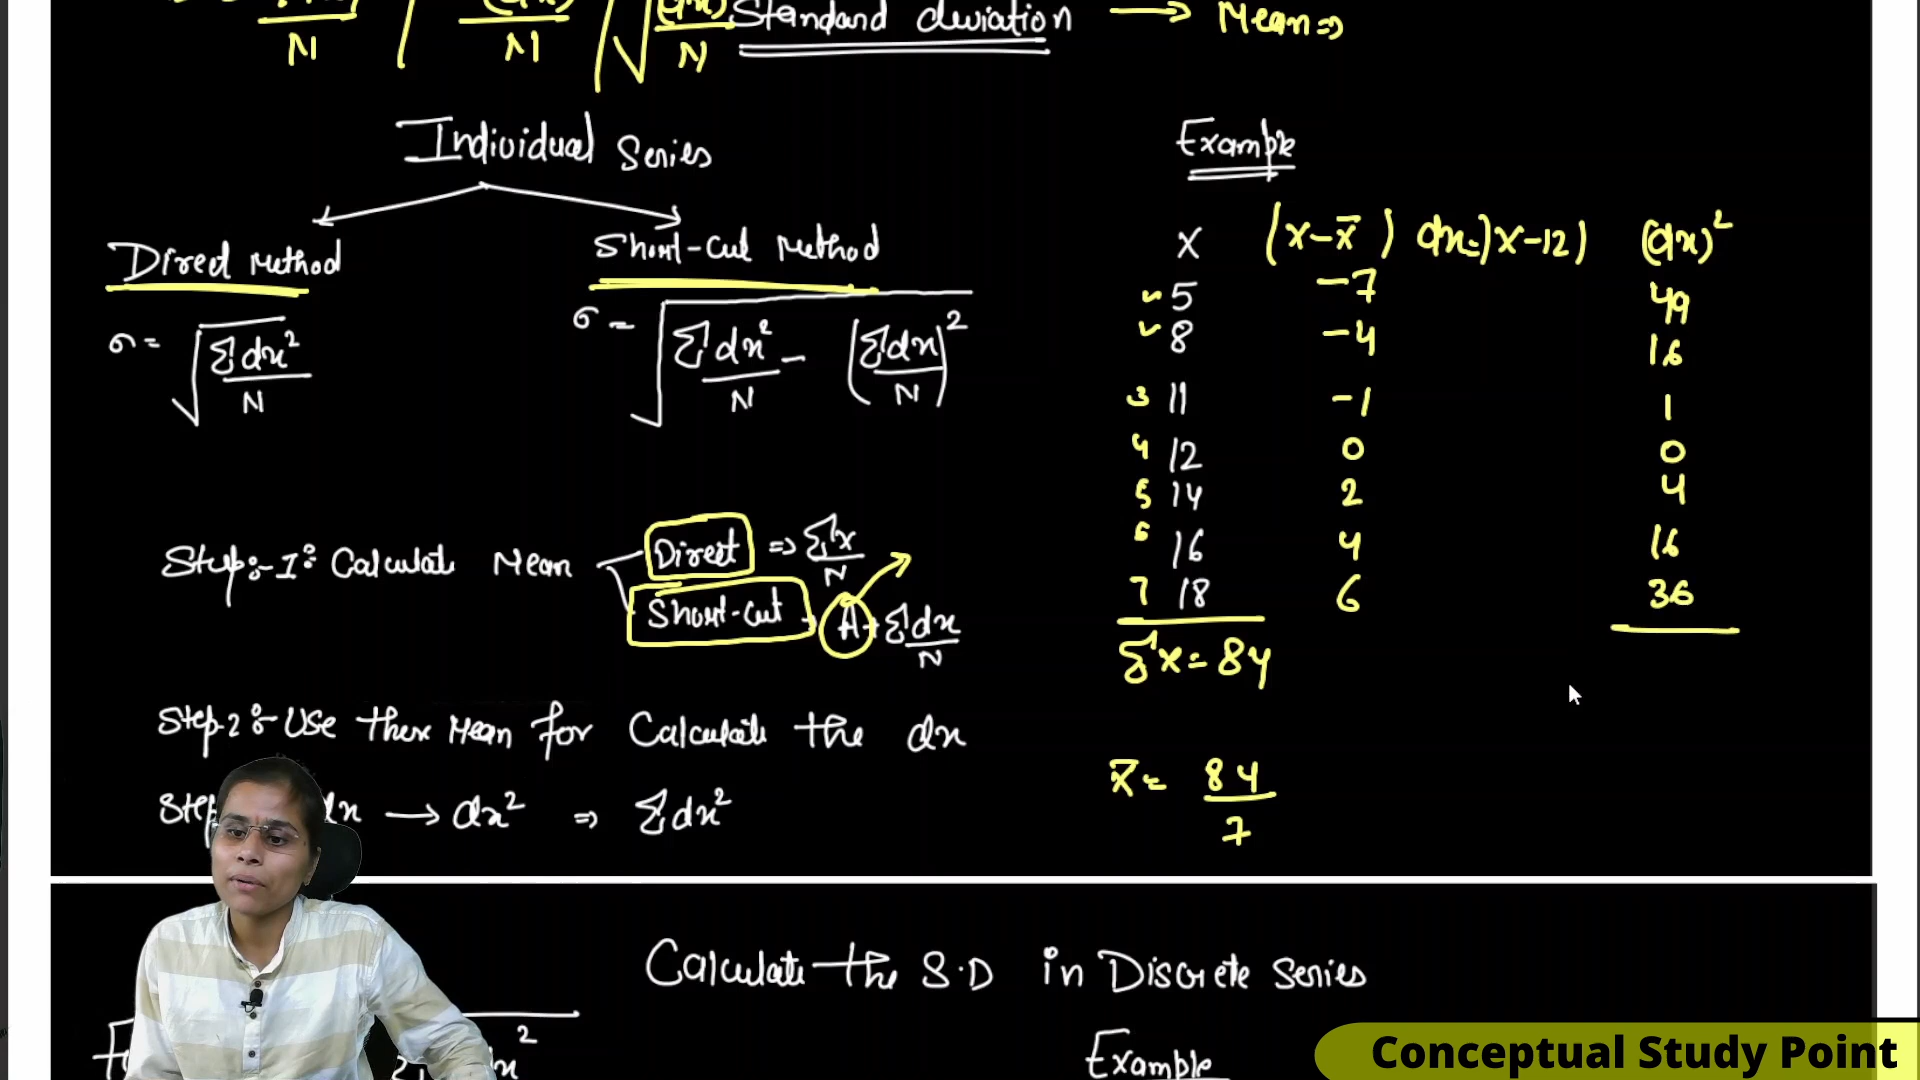 N N N Standard deviation → Mean ⇒
Individual Series
Direct Method
σ = √ Σdx² / N
Short-Cut Method
σ = √ Σdx² / N - (Σdx / N)²
Step:-I: Calculate Mean
Direct ⇒ Σx / N
Short-cut → A + Σdx / N
Step.2:- Use Mean for Calculate the dx
dx → dx² ⇒ Σdx²
Example
X (x-x̄) dx=(x-12) (dx)²
5 -7 49
8 -4 16
3 11 -1 1
4 12 0 0
5 14 2 4
6 16 4 16
7 18 6 36
Σx = 84
x̄ = 84 / 7
Calculate the S.D in Discrete Series
Example
Conceptual Study Point